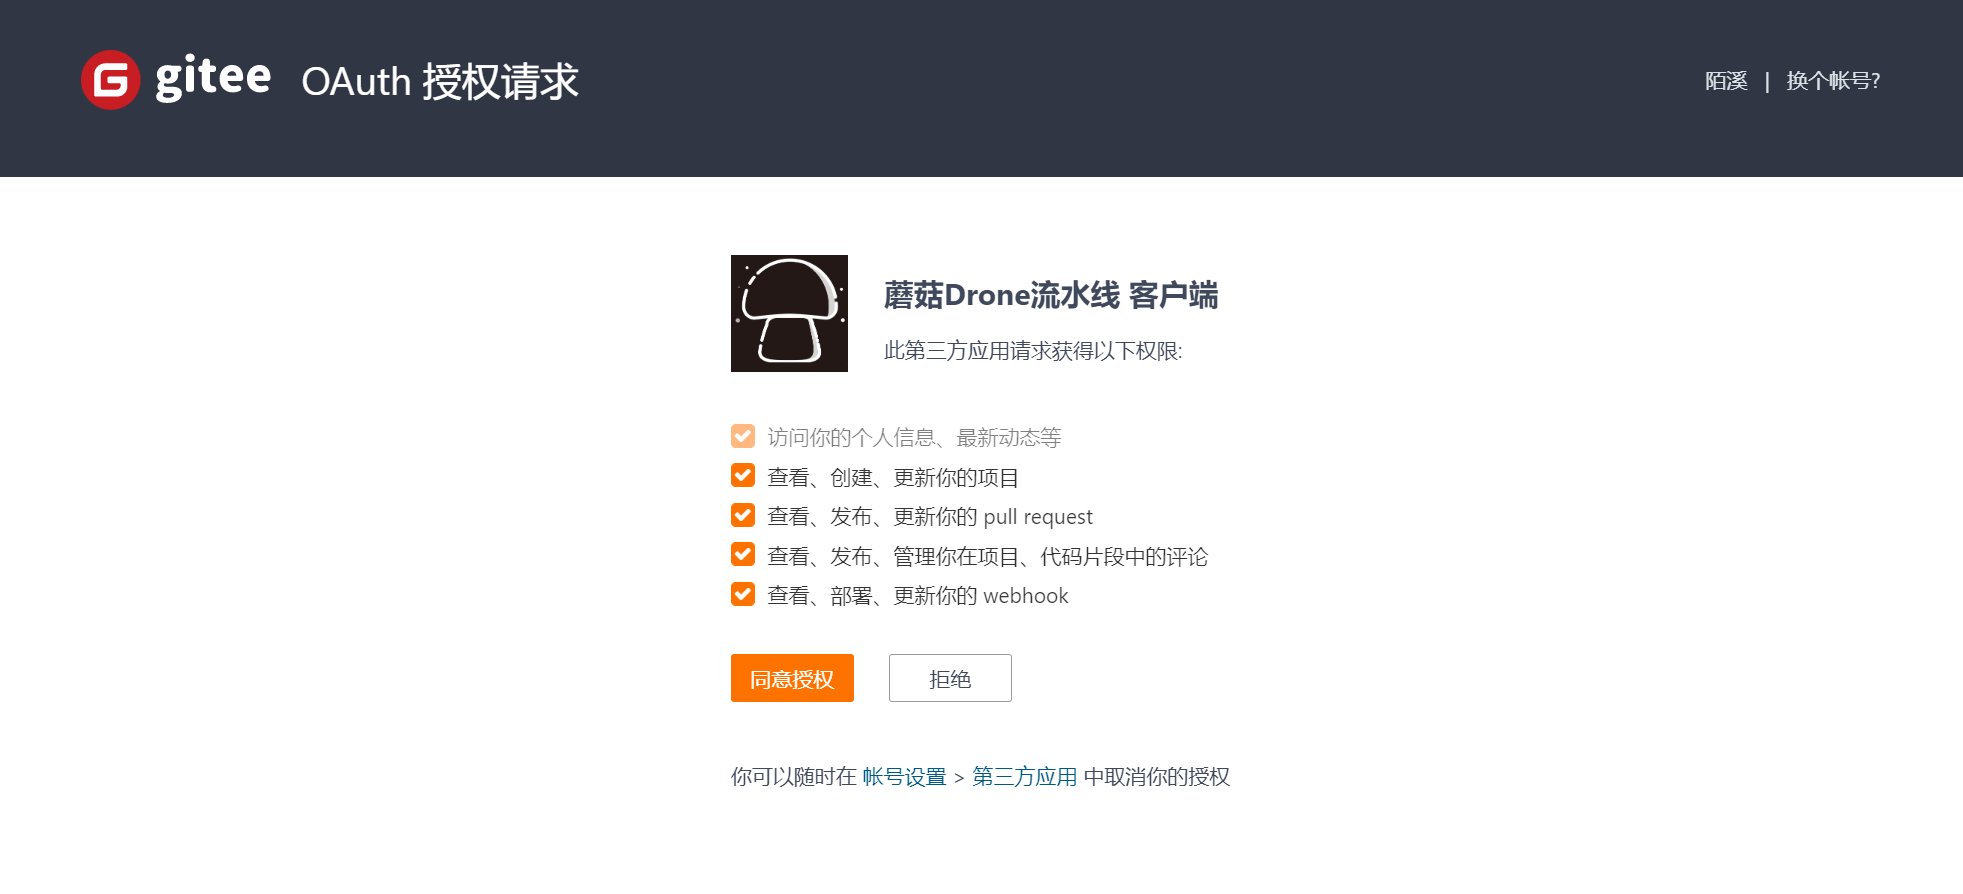 gitee OAuth 授权请求
陌溪 | 换个帐号?
蘑菇Drone流水线 客户端
此第三方应用请求获得以下权限:
访问你的个人信息、最新动态等
查看、创建、更新你的项目
查看、发布、更新你的 pull request
查看、发布、管理你在项目、代码片段中的评论
查看、部署、更新你的 webhook
同意授权
拒绝
你可以随时在 帐号设置 > 第三方应用 中取消你的授权